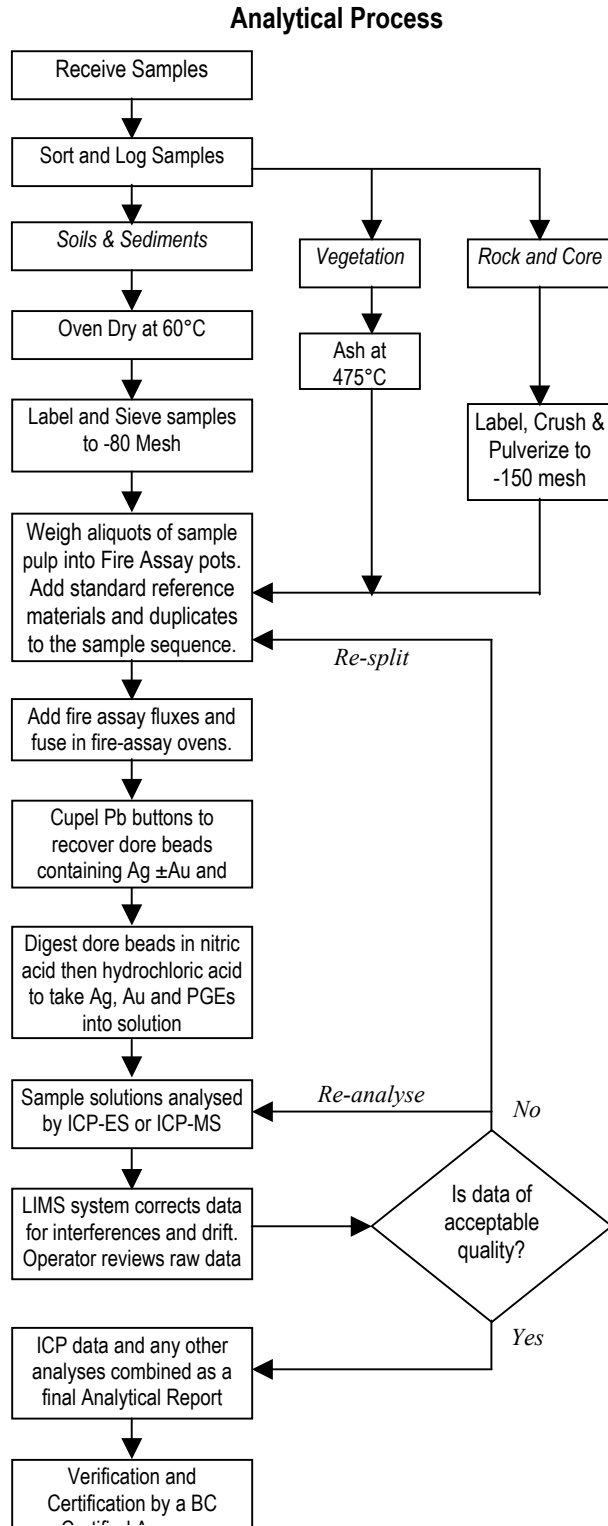 Analytical Process
Receive Samples
Sort and Log Samples
Soils & Sediments
Vegetation
Rock and Core
Oven Dry at 60°C
Ash at
475°C
Label and Sieve samples
to -80 Mesh
Label, Crush &
Pulverize to
-150 mesh
Weigh aliquots of sample
pulp into Fire Assay pots.
Add standard reference
materials and duplicates
to the sample sequence.
Re-split
Add fire assay fluxes and
fuse in fire-assay ovens.
Cupel Pb buttons to
recover dore beads
containing Ag ±Au and
Digest dore beads in nitric
acid then hydrochloric acid
to take Ag, Au and PGEs
into solution
Sample solutions analysed
by ICP-ES or ICP-MS
Re-analyse
No
LIMS system corrects data
for interferences and drift.
Operator reviews raw data
Is data of
acceptable
quality?
Yes
ICP data and any other
analyses combined as a
final Analytical Report
Verification and
Certification by a BC